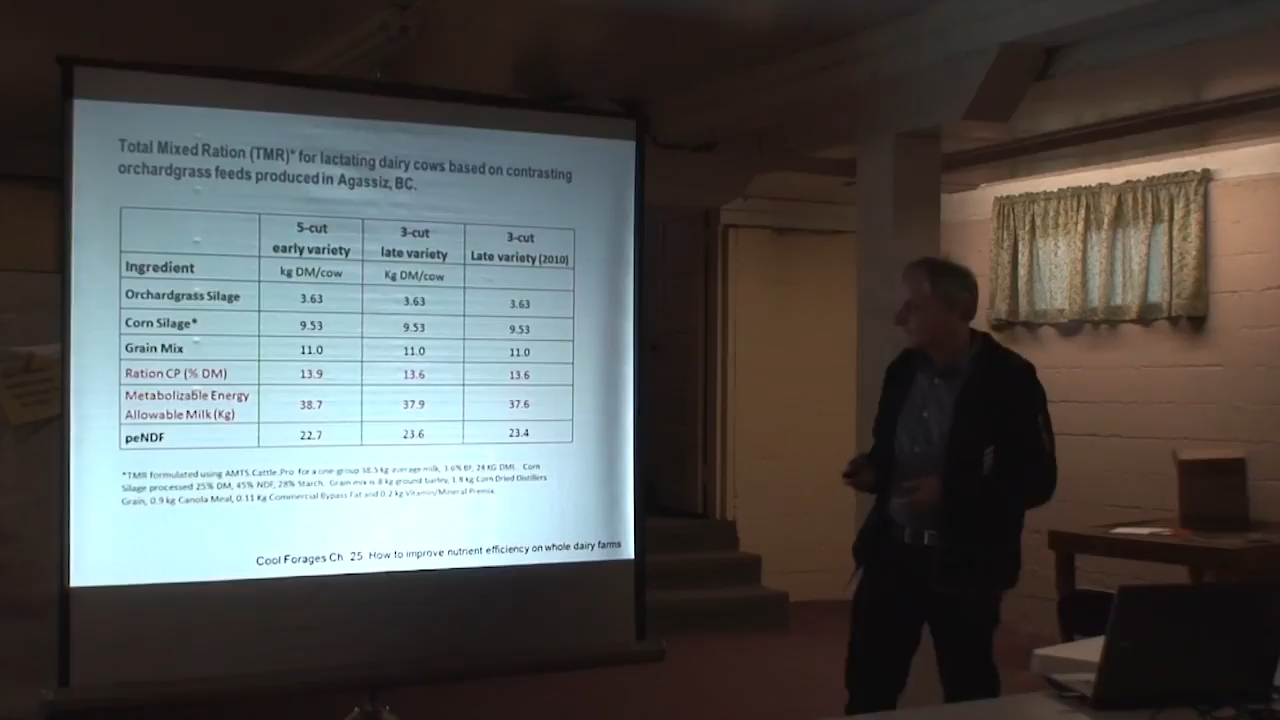 Total Mixed Ration (TMR)* for lactating dairy cows based on contrasting
orchardgrass feeds produced in Agassiz, BC.
Ingredient 5-cut early variety kg DM/cow 3-cut late variety Kg DM/cow 3-cut Late variety (2010)
Orchardgrass Silage 3.63 3.63 3.63
Corn Silage* 9.53 9.53 9.53
Grain Mix 11.0 11.0 11.0
Ration CP (% DM) 13.9 13.6 13.6
Metabolizable Energy
Allowable Milk (Kg) 38.7 37.9 37.6
peNDF 22.7 23.6 23.4
*TMR formulated using AMTS.Cattle.Pro for a one-group 38.5 kg average milk, 3.6% BF, 24 KG DMI. Corn
Silage processed 25% DM, 45% NDF, 28% Starch. Grain mix is 8 kg ground barley, 1.8 kg Corn Dried Distillers
Grain, 0.9 kg Canola Meal, 0.11 Kg Commercial Bypass Fat and 0.2 kg Vitamin/Mineral Premix.
Cool Forages Ch. 25 How to improve nutrient efficiency on whole dairy farms